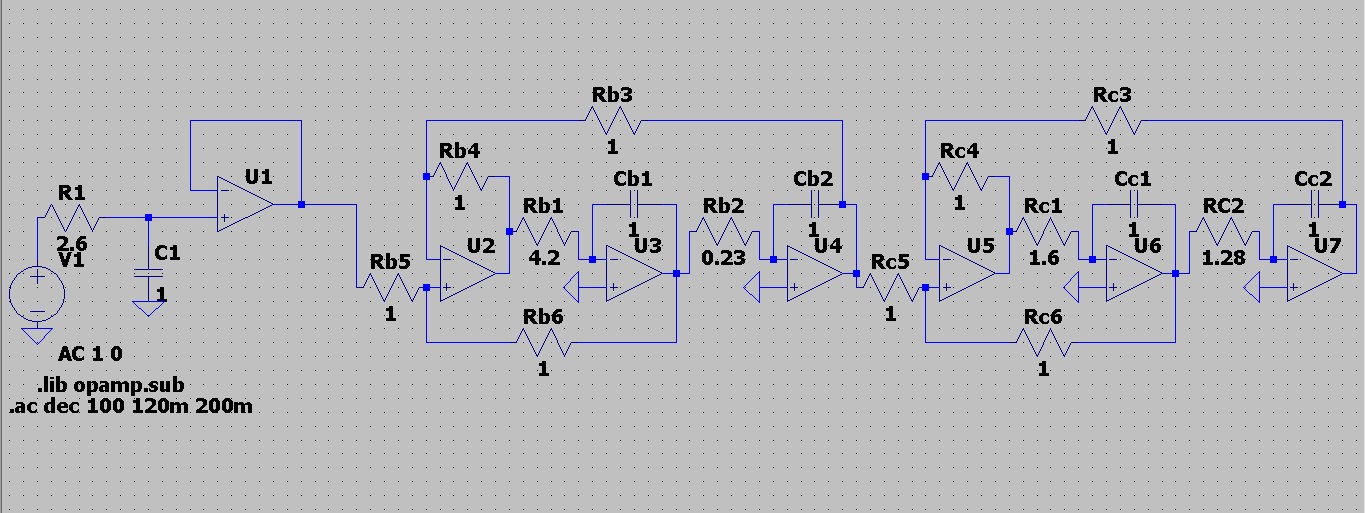 Rb3
1
Rc3
1
Rb4
1
Rc4
1
R1
2.6
U1
Cb1
1
Cb2
1
Cc1
1
Cc2
1
Rb1
4.2
Rb2
0.23
Rc1
1.6
RC2
1.28
V1
C1
1
Rb5
1
U2
U3
U4
Rc5
1
U5
U6
U7
Rb6
1
Rc6
1
AC 1 0
.lib opamp.sub
.ac dec 100 120m 200m